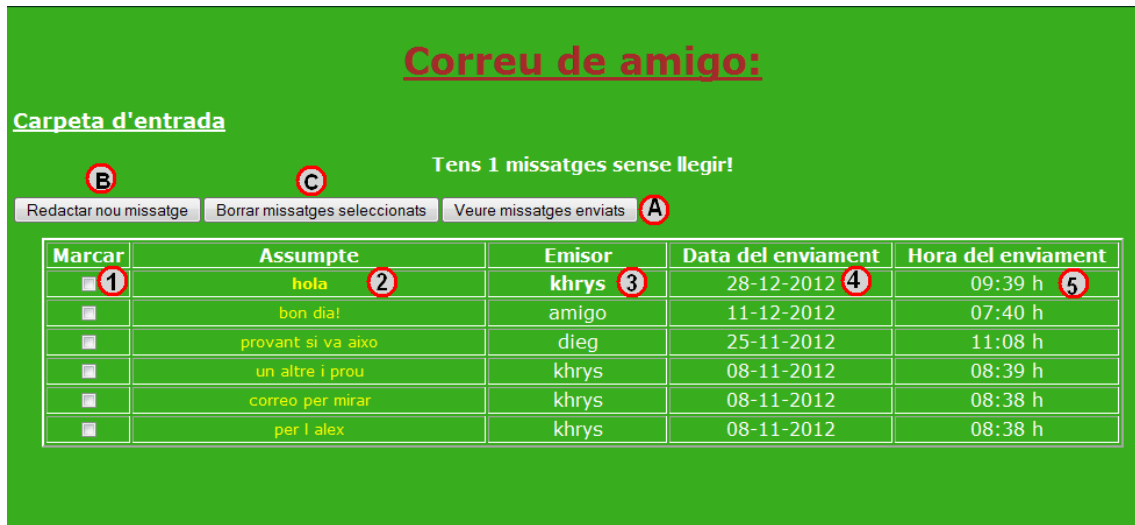 Correu de amigo:
Carpeta d'entrada
Tens 1 missatges sense llegir!
B C
Redactar nou missatge Borrar missatges seleccionats Veure missatges enviats A
Marcar Assumpte Emisor Data del enviament Hora del enviament
1 hola 2 khrys 3 28-12-2012 4 09:39 h 5
bon dia! amigo 11-12-2012 07:40 h
provant si va aixo dieg 25-11-2012 11:08 h
un altre i prou khrys 08-11-2012 08:39 h
correo per mirar khrys 08-11-2012 08:38 h
per l alex khrys 08-11-2012 08:38 h